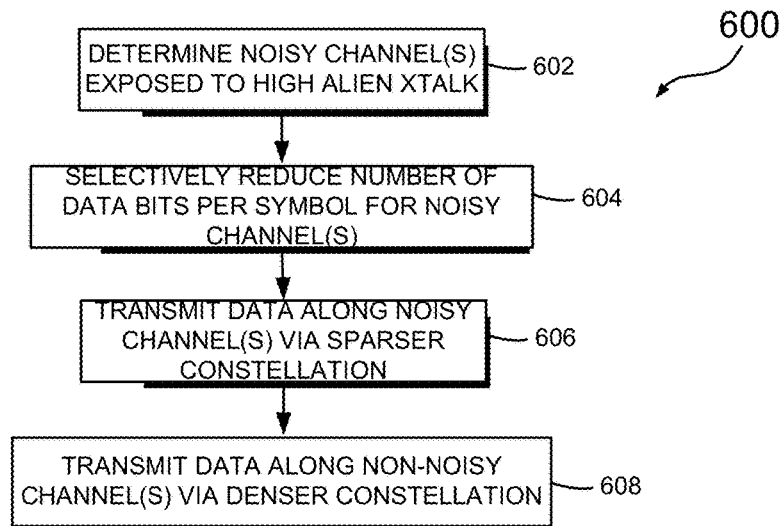 600
DETERMINE NOISY CHANNEL(S)
EXPOSED TO HIGH ALIEN XTALK
602
SELECTIVELY REDUCE NUMBER OF
DATA BITS PER SYMBOL FOR NOISY
CHANNEL(S)
604
TRANSMIT DATA ALONG NOISY
CHANNEL(S) VIA SPARSER
CONSTELLATION
606
TRANSMIT DATA ALONG NON-NOISY
CHANNEL(S) VIA DENSER CONSTELLATION
608